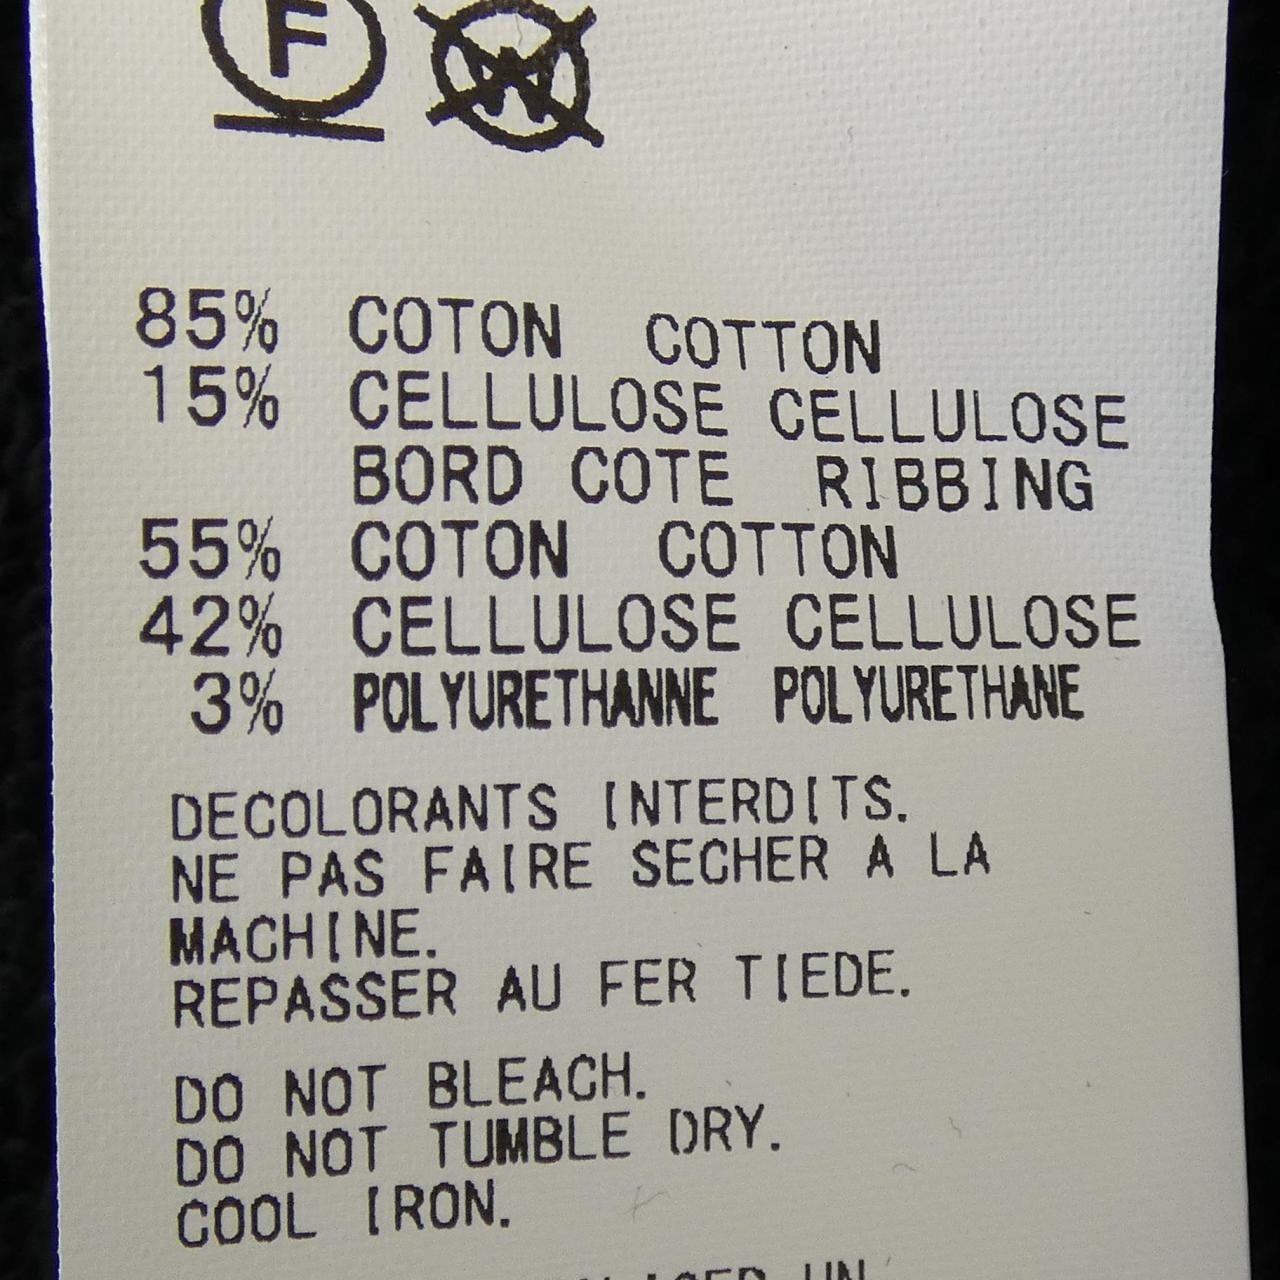 F W
85% COTON COTTON
15% CELLULOSE CELLULOSE
BORD COTE RIBBING
55% COTON COTTON
42% CELLULOSE CELLULOSE
3% POLYURETHANNE POLYURETHANE
DECOLORANTS INTERDITS.
NE PAS FAIRE SECHER A LA
MACHINE.
REPASSER AU FER TIEDE.
DO NOT BLEACH.
DO NOT TUMBLE DRY.
COOL IRON.
UN